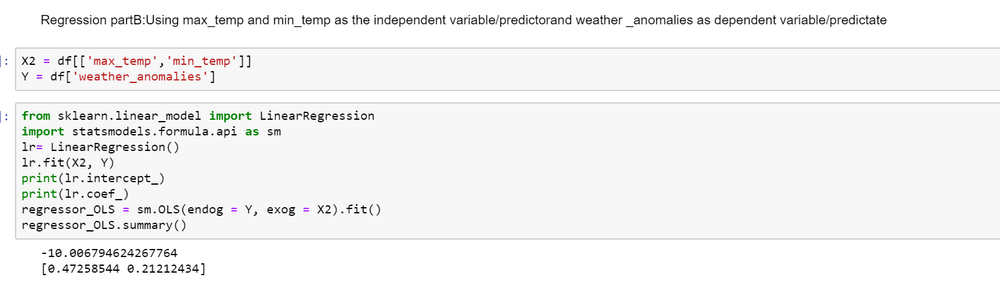 Regression partB:Using max_temp and min_temp as the independent variable/predictorand weather _anomalies as dependent variable/predictate
]: X2 = df[['max_temp','min_temp']]
Y = df['weather_anomalies']
]: from sklearn.linear_model import LinearRegression
import statsmodels.formula.api as sm
lr= LinearRegression()
lr.fit(X2, Y)
print(lr.intercept_)
print(lr.coef_)
regressor_OLS = sm.OLS(endog = Y, exog = X2).fit()
regressor_OLS.summary()
-10.006794624267764
[0.47258544 0.21212434]